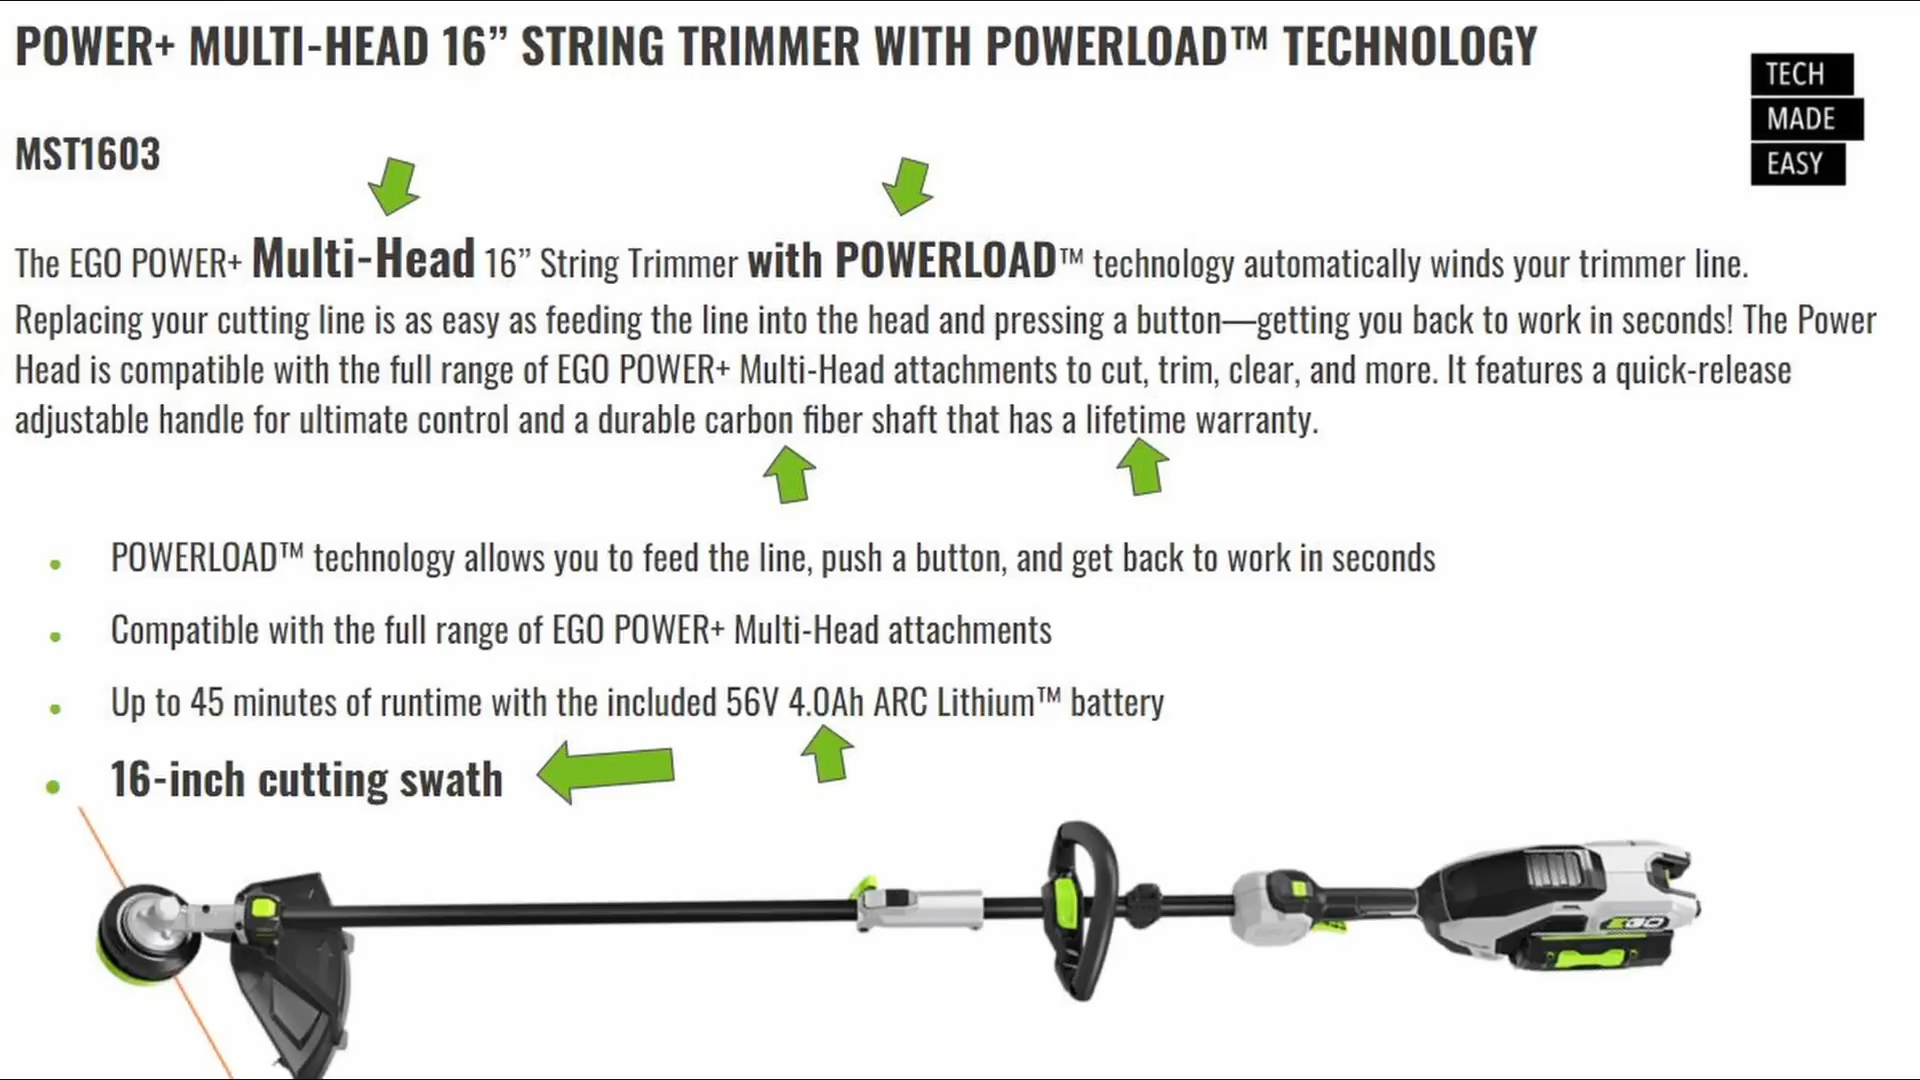 POWER+ MULTI-HEAD 16” STRING TRIMMER WITH POWERLOAD™ TECHNOLOGY
TECH
MADE
EASY
MST1603
The EGO POWER+ Multi-Head 16” String Trimmer with POWERLOAD™ technology automatically winds your trimmer line.
Replacing your cutting line is as easy as feeding the line into the head and pressing a button—getting you back to work in seconds! The Power
Head is compatible with the full range of EGO POWER+ Multi-Head attachments to cut, trim, clear, and more. It features a quick-release
adjustable handle for ultimate control and a durable carbon fiber shaft that has a lifetime warranty.
• POWERLOAD™ technology allows you to feed the line, push a button, and get back to work in seconds
• Compatible with the full range of EGO POWER+ Multi-Head attachments
• Up to 45 minutes of runtime with the included 56V 4.0Ah ARC Lithium™ battery
• 16-inch cutting swath
EGO